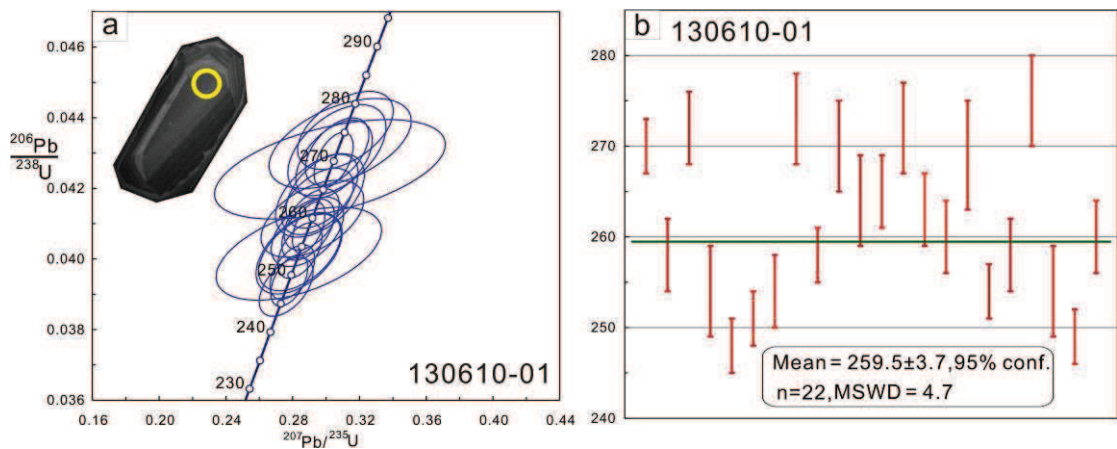 a
0.046
0.044
0.042
0.040
0.038
0.036
206Pb
238U
290
280
270
260
250
240
230
130610-01
0.16 0.20 0.24 0.28 0.32 0.36 0.40 0.44
207Pb/235U
b
130610-01
280
270
260
250
240
Mean = 259.5±3.7,95% conf.
n=22,MSWD = 4.7